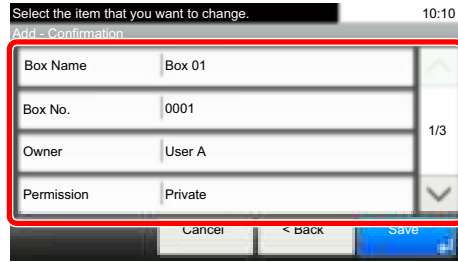 Select the item that you want to change. 10:10
Add - Confirmation
Box Name Box 01
Box No. 0001
1/3
Owner User A
Permission Private
Cancel < Back Save